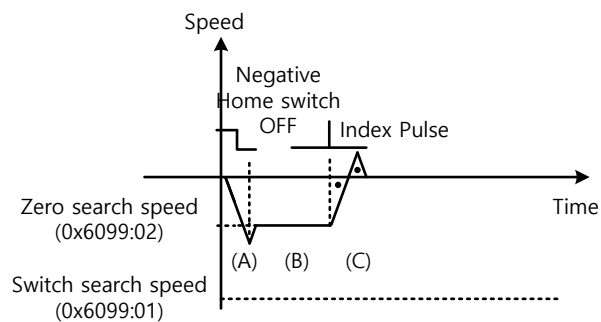 Speed
Negative
Home switch
OFF
Index Pulse
Zero search speed
(0x6099:02)
Time
(A)
(B)
(C)
Switch search speed
(0x6099:01)